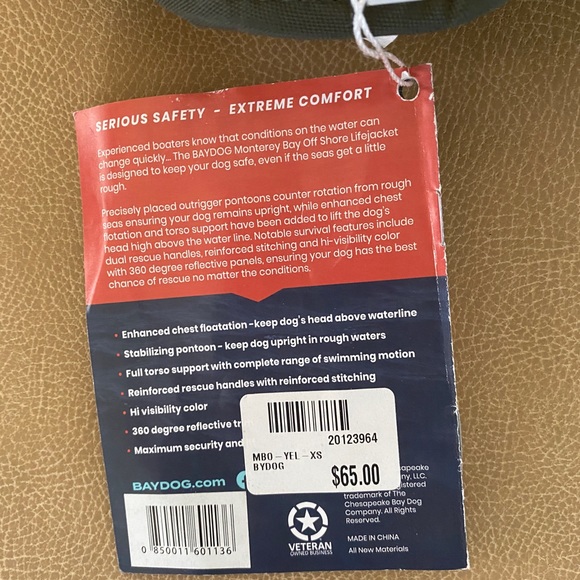 SERIOUS SAFETY - EXTREME COMFORT
Experienced boaters know that conditions on the water can
change quickly... The BAYDOG Monterey Bay Off Shore Lifejacket
is designed to keep your dog safe, even if the seas get a little
rough.
Precisely placed outrigger pontoons counter rotation from rough
seas ensuring your dog remains upright, while enhanced chest
flotation and torso support have been added to lift the dog's
head high above the water line. Notable survival features include
dual rescue handles, reinforced stitching and hi-visibility color
with 360 degree reflective panels, ensuring your dog has the best
chance of rescue no matter the conditions.
• Enhanced chest floatation -keep dog's head above waterline
• Stabilizing pontoon - keep dog upright in rough waters
• Full torso support with complete range of swimming motion
• Reinforced rescue handles with reinforced stitching
• Hi visibility color
• 360 degree reflective
• Maximum security and
20123964
MBO-YEL-XS
BYDOG
$65.00
BAYDOG.com
LLC.
trademark of The
Chesapeake Bay Dog
Company. All Rights
Reserved.
0 850011 601136
VETERAN
OWNED BUSINESS
MADE IN CHINA
All New Materials